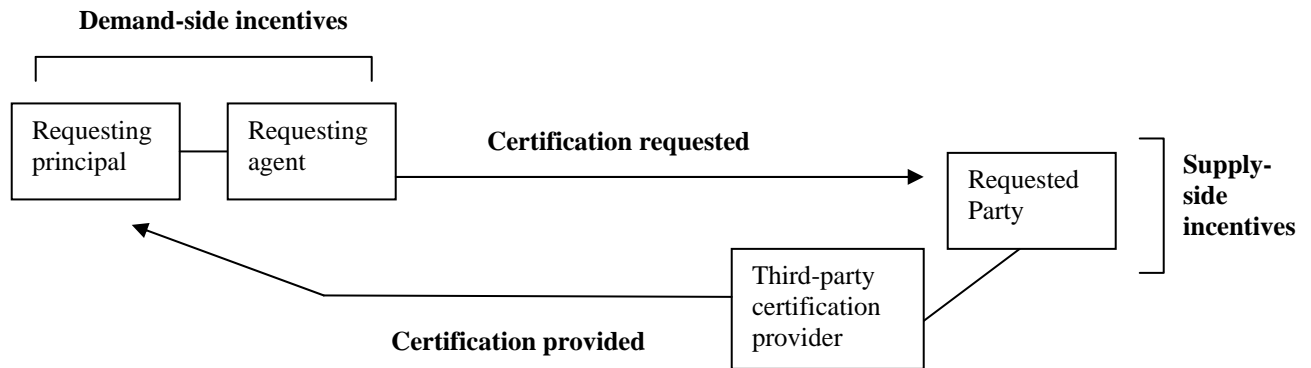 Demand-side incentives
Requesting
principal
Requesting
agent
Certification requested
Requested
Party
Supply-
side
incentives
Third-party
certification
provider
Certification provided